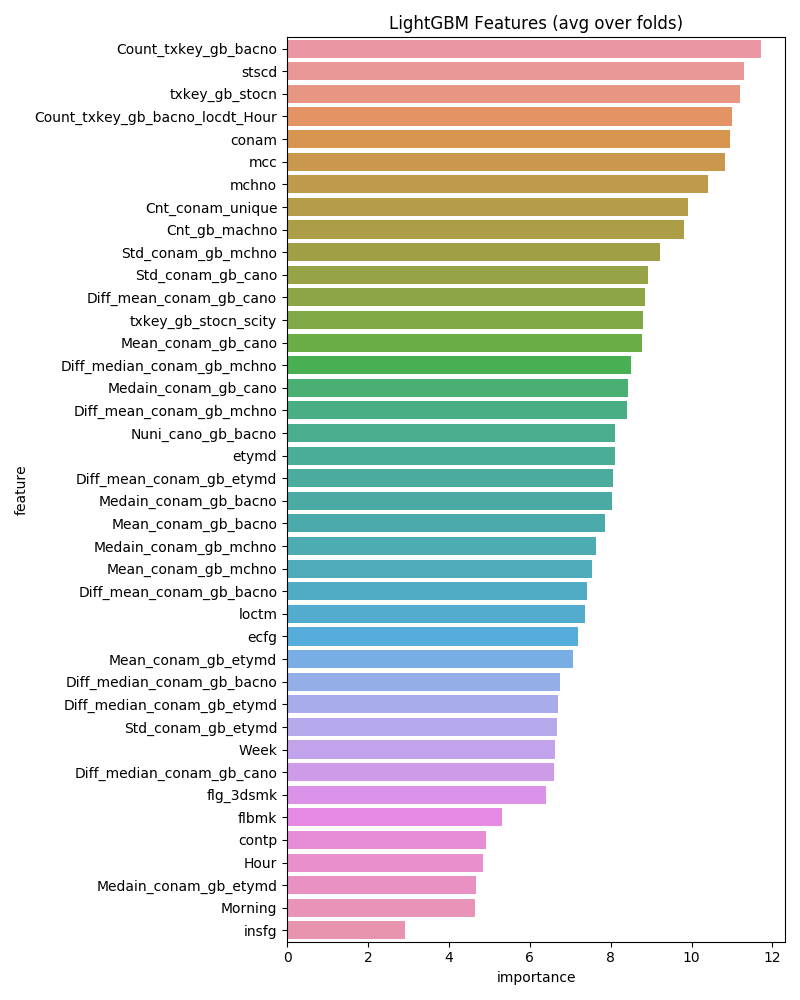 LightGBM Features (avg over folds)
Count_txkey_gb_bacno
stscd
txkey_gb_stocn
Count_txkey_gb_bacno_locdt_Hour
conam
mcc
mchno
Cnt_conam_unique
Cnt_gb_machno
Std_conam_gb_mchno
Std_conam_gb_cano
Diff_mean_conam_gb_cano
txkey_gb_stocn_scity
Mean_conam_gb_cano
Diff_median_conam_gb_mchno
Medain_conam_gb_cano
Diff_mean_conam_gb_mchno
Nuni_cano_gb_bacno
etymd
Diff_mean_conam_gb_etymd
Medain_conam_gb_bacno
Mean_conam_gb_bacno
Medain_conam_gb_mchno
Mean_conam_gb_mchno
Diff_mean_conam_gb_bacno
loctm
ecfg
Mean_conam_gb_etymd
Diff_median_conam_gb_bacno
Diff_median_conam_gb_etymd
Std_conam_gb_etymd
Week
Diff_median_conam_gb_cano
flg_3dsmk
flbmk
contp
Hour
Medain_conam_gb_etymd
Morning
insfg
feature
0 2 4 6 8 10 12
importance